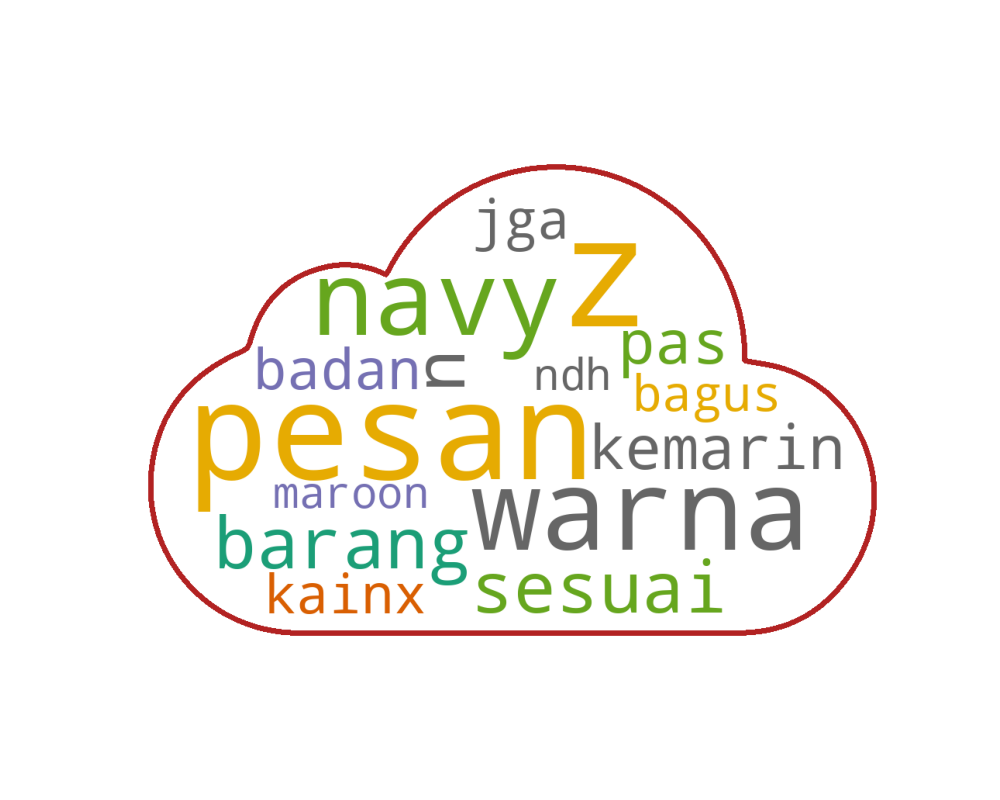 jga
z
navy
pas
badan
n
ndh
bagus
pesan
kemarin
maroon
warna
barang
kainx
sesuai